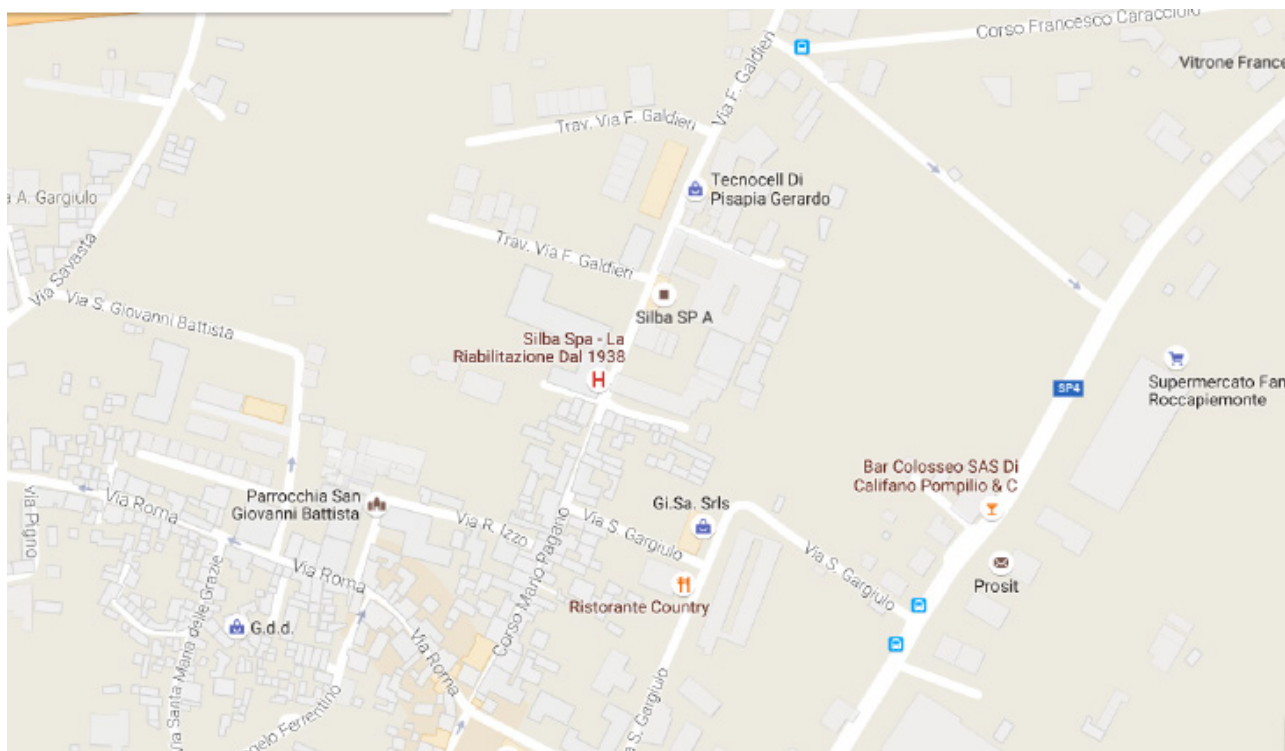 Corso Francesco Caracciolo
Vitrone France
Via F. Galdieri
Trav. Via F. Galdieri
Tecnocell Di
Pisapia Gerardo
a A. Gargiulo
Via Savasta
Trav. Via F. Galdieri
Via S. Giovanni Battista
Silba SP A
Silba Spa - La
Riabilitazione Dal 1938
H
SP4
Supermercato Fan
Roccapiemonte
Bar Colosseo SAS Di
Califano Pompilio & C
Parrocchia San
Giovanni Battista
Gi.Sa. Srls
Via Pigno
Via Roma
Via R. Izzo
Via S. Gargiulo
Via S. Gargiulo
Corso Mario Pagano
Via Roma
Prosit
Ristorante Country
G.d.d.
Via Santa Maria delle Grazie
Via Roma
S. Gargiulo
gelo Ferrentino